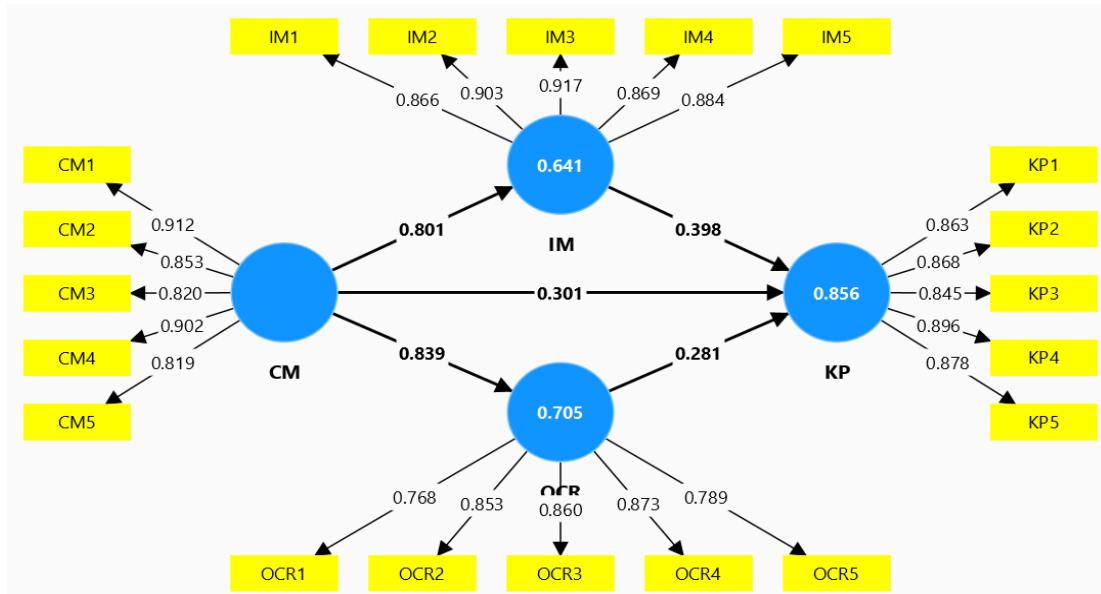 IM1 IM2 IM3 IM4 IM5
0.866 0.903 0.917 0.869 0.884
CM1
CM2
CM3
CM4
CM5
0.912
0.853
0.820
0.902
0.819
CM
0.801
0.301
0.839
0.641
IM
0.705
OCR
0.398
0.281
0.856
KP
0.863
0.868
0.845
0.896
0.878
KP1
KP2
KP3
KP4
KP5
0.768 0.853 0.860 0.873 0.789
OCR1 OCR2 OCR3 OCR4 OCR5